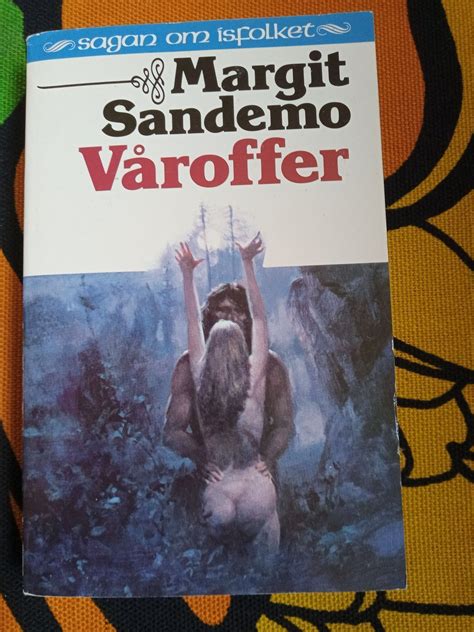 sagan om isfolket
Margit
Sandemo
Våroffer